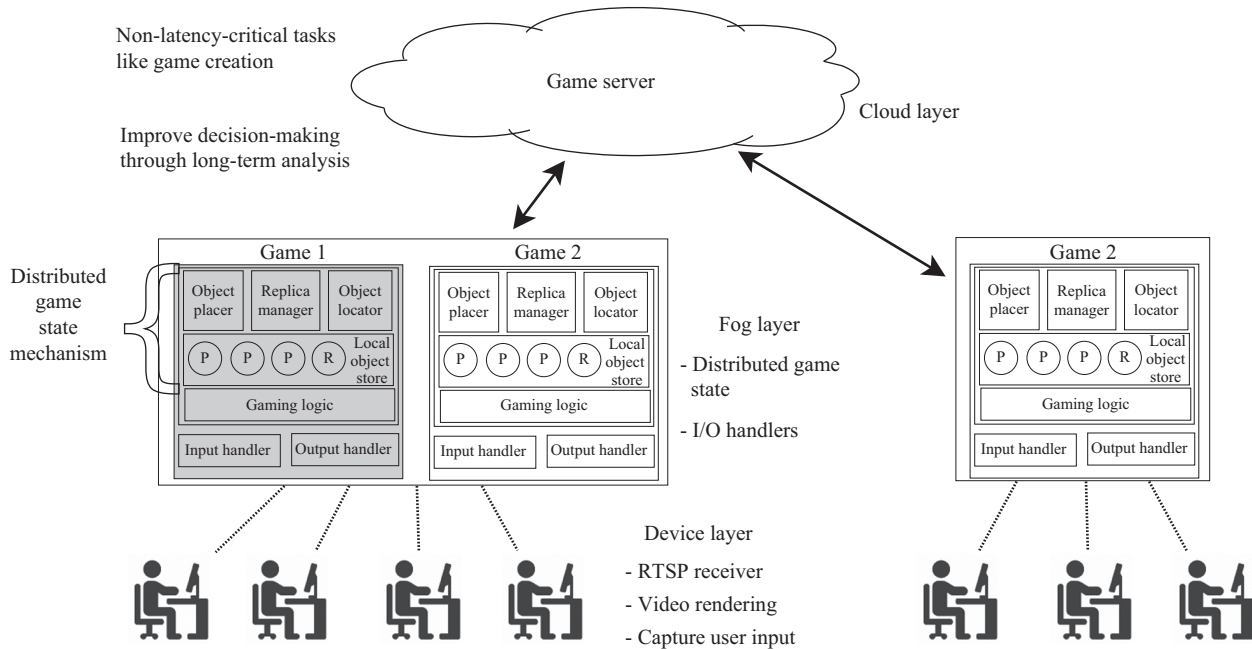 Non-latency-critical tasks
like game creation
Game server
Cloud layer
Improve decision-making
through long-term analysis
Distributed
game
state
mechanism
Game 1
Object
placer
Replica
manager
Object
locator
P
P
P
R
Local
object
store
Gaming logic
Input handler
Output handler
Game 2
Object
placer
Replica
manager
Object
locator
P
P
P
R
Local
object
store
Gaming logic
Input handler
Output handler
Fog layer
- Distributed game
state
- I/O handlers
Game 2
Object
placer
Replica
manager
Object
locator
P
P
P
R
Local
object
store
Gaming logic
Input handler
Output handler
Device layer
- RTSP receiver
- Video rendering
- Capture user input